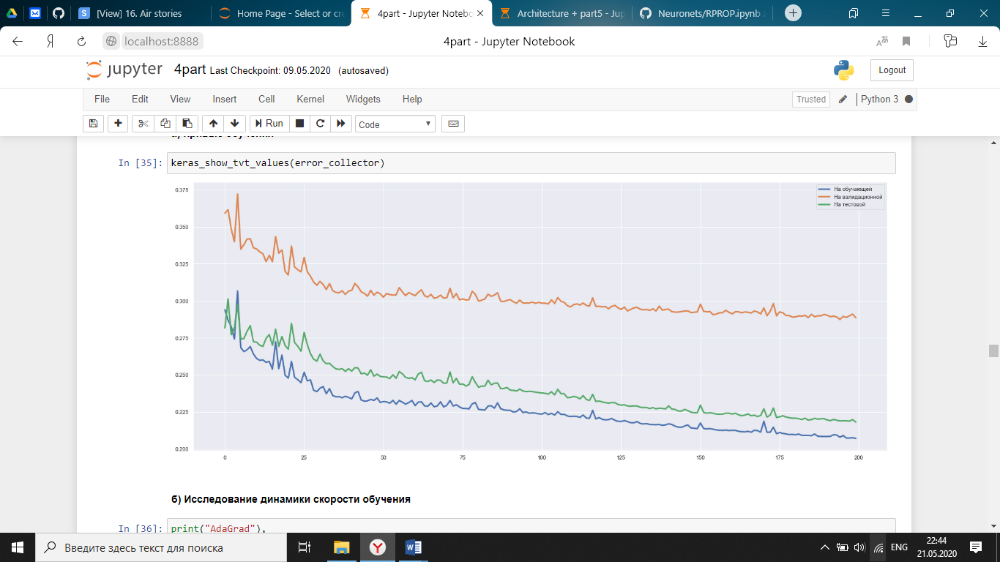 [View] 16. Air stories
Home Page - Select or cre
4part - Jupyter Notebo
Architecture + part5 - Jup
Neuronets/RPROP.ipynb
Я
localhost:8888
4part - Jupyter Notebook
jupyter 4part Last Checkpoint: 09.05.2020 (autosaved)
Logout
File Edit View Insert Cell Kernel Widgets Help
Trusted
Python 3
Run
Code
In [35]: keras_show_tvt_values(error_collector)
На обучающей
На валидационной
На тестовой
0.375
0.350
0.325
0.300
0.275
0.250
0.225
0.200
0 25 50 75 100 125 150 175 200
б) Исследование динамики скорости обучения
In [36]: print("AdaGrad"),
Введите здесь текст для поиска
ENG
22:44
21.05.2020